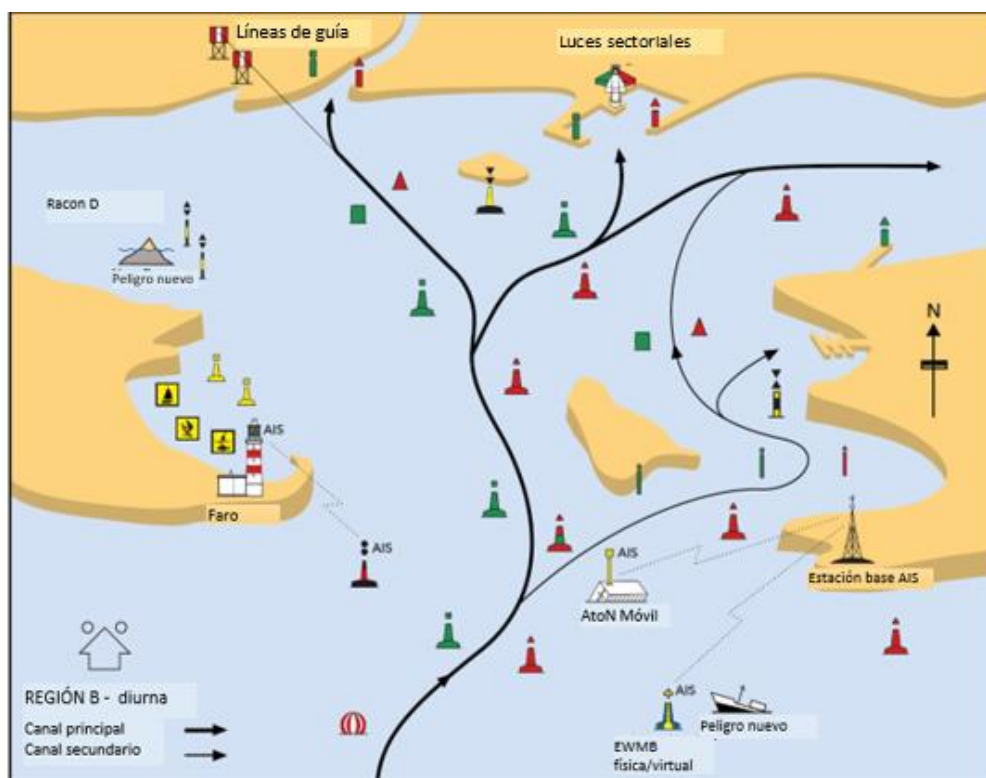 Líneas de guía
Luces sectoriales
Racon D
Peligro nuevo
N
AIS
Faro
AIS
AIS
Estación base AIS
AtoN Móvil
AIS
REGIÓN B - diurna
Peligro nuevo
Canal principal
Canal secundario
EWMB
física/virtual